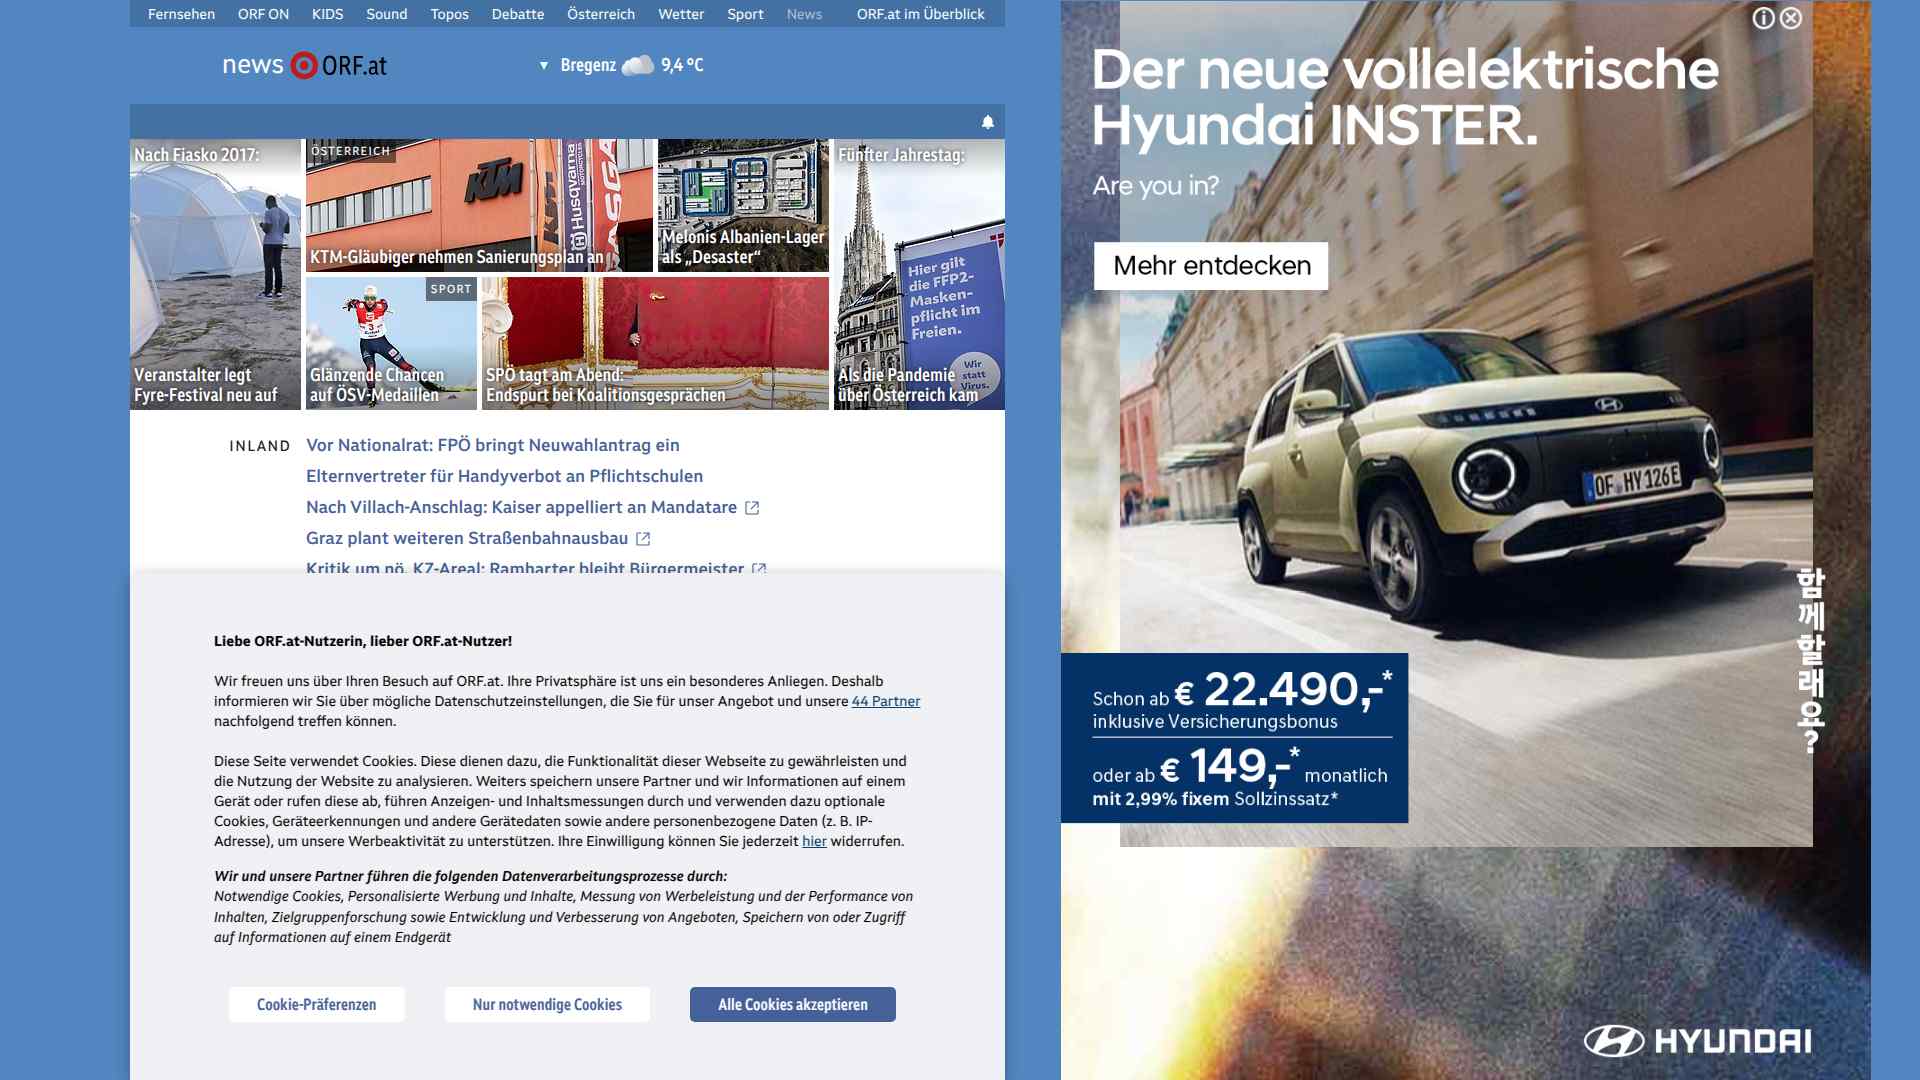 Fernsehen ORF ON KIDS Sound Topos Debatte Österreich Wetter Sport News ORF.at im Überblick
news ORF.at
Bregenz 9,4 °C
Nach Fiasko 2017:
Veranstalter legt
Fyre-Festival neu auf
ÖSTERREICH
KTM
KTM
Husqvarna
MOTORCYCLES
GASGAS
KTM-Gläubiger nehmen Sanierungsplan an
Melonis Albanien-Lager
als „Desaster“
Fünfter Jahrestag:
Hier gilt
die FFP2-
Masken-
pflicht im
Freien.
Wir
statt
Virus.
Als die Pandemie
über Österreich kam
SPORT
3
Glänzende Chancen
auf ÖSV-Medaillen
SPÖ tagt am Abend:
Endspurt bei Koalitionsgesprächen
INLAND
Vor Nationalrat: FPÖ bringt Neuwahlantrag ein
Elternvertreter für Handyverbot an Pflichtschulen
Nach Villach-Anschlag: Kaiser appelliert an Mandatare
Graz plant weiteren Straßenbahnausbau
Kritik um nö. KZ-Areal: Ramharter bleibt Bürgermeister
Liebe ORF.at-Nutzerin, lieber ORF.at-Nutzer!
Wir freuen uns über Ihren Besuch auf ORF.at. Ihre Privatsphäre ist uns ein besonderes Anliegen. Deshalb
informieren wir Sie über mögliche Datenschutzeinstellungen, die Sie für unser Angebot und unsere 44 Partner
nachfolgend treffen können.
Diese Seite verwendet Cookies. Diese dienen dazu, die Funktionalität dieser Webseite zu gewährleisten und
die Nutzung der Website zu analysieren. Weiters speichern unsere Partner und wir Informationen auf einem
Gerät oder rufen diese ab, führen Anzeigen- und Inhaltsmessungen durch und verwenden dazu optionale
Cookies, Geräteerkennungen und andere Gerätedaten sowie andere personenbezogene Daten (z. B. IP-
Adresse), um unsere Werbeaktivität zu unterstützen. Ihre Einwilligung können Sie jederzeit hier widerrufen.
Wir und unsere Partner führen die folgenden Datenverarbeitungsprozesse durch:
Notwendige Cookies, Personalisierte Werbung und Inhalte, Messung von Werbeleistung und der Performance von
Inhalten, Zielgruppenforschung sowie Entwicklung und Verbesserung von Angeboten, Speichern von oder Zugriff
auf Informationen auf einem Endgerät
Cookie-Präferenzen
Nur notwendige Cookies
Alle Cookies akzeptieren
Der neue vollelektrische
Hyundai INSTER.
Are you in?
Mehr entdecken
OF HY 126E
함께할래요?
Schon ab € 22.490,-*
inklusive Versicherungsbonus
oder ab € 149,-* monatlich
mit 2,99% fixem Sollzinssatz*
HYUNDAI